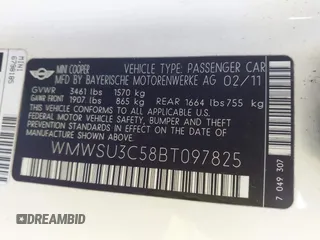 MINI COOPER
VEHICLE TYPE: PASSENGER CAR
MFD BY BAYERISCHE MOTORENWERKE AG 02/11
GVWR 3461 lbs 1570 kg
GAWR FRONT 1907 lbs 865 kg REAR 1664 lbs 755 kg
THIS VEHICLE CONFORMS TO ALL APPLICABLE FEDERAL
SAFETY, BUMPER AND THEFT PREVENTION STANDARDS
IN EFFECT ON THE DATE OF MANUFACTURE SHOWN ABOVE
WMWSU3C58BT097825
7 049 307
© DREAMBID DREAMBID.COM